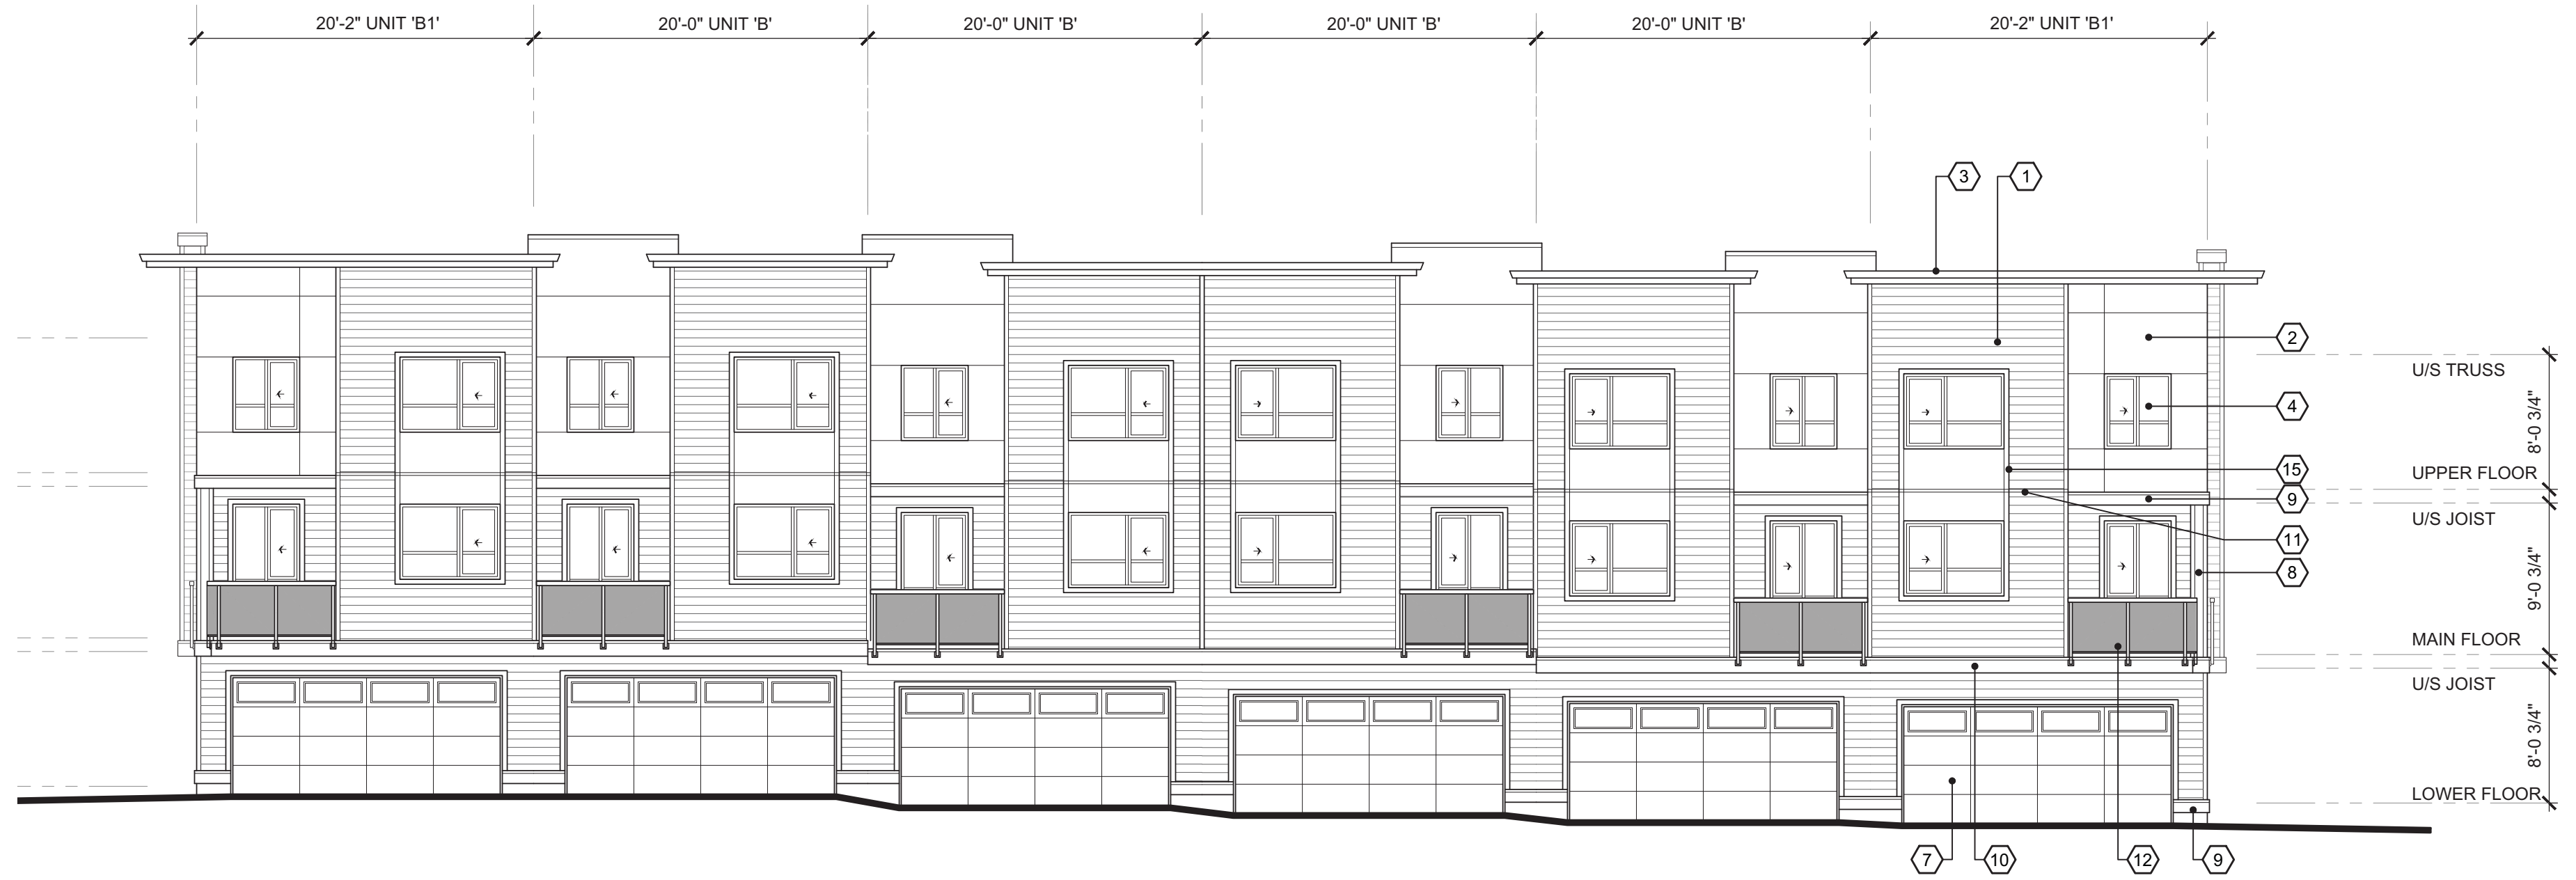 20'-2" UNIT 'B1'
20'-0" UNIT 'B'
20'-0" UNIT 'B'
20'-0" UNIT 'B'
20'-0" UNIT 'B'
20'-2" UNIT 'B1'
3
1
2
U/S TRUSS
4
8'-0 3/4"
15
UPPER FLOOR
9
U/S JOIST
11
8
9'-0 3/4"
MAIN FLOOR
U/S JOIST
8'-0 3/4"
LOWER FLOOR
7
10
12
9